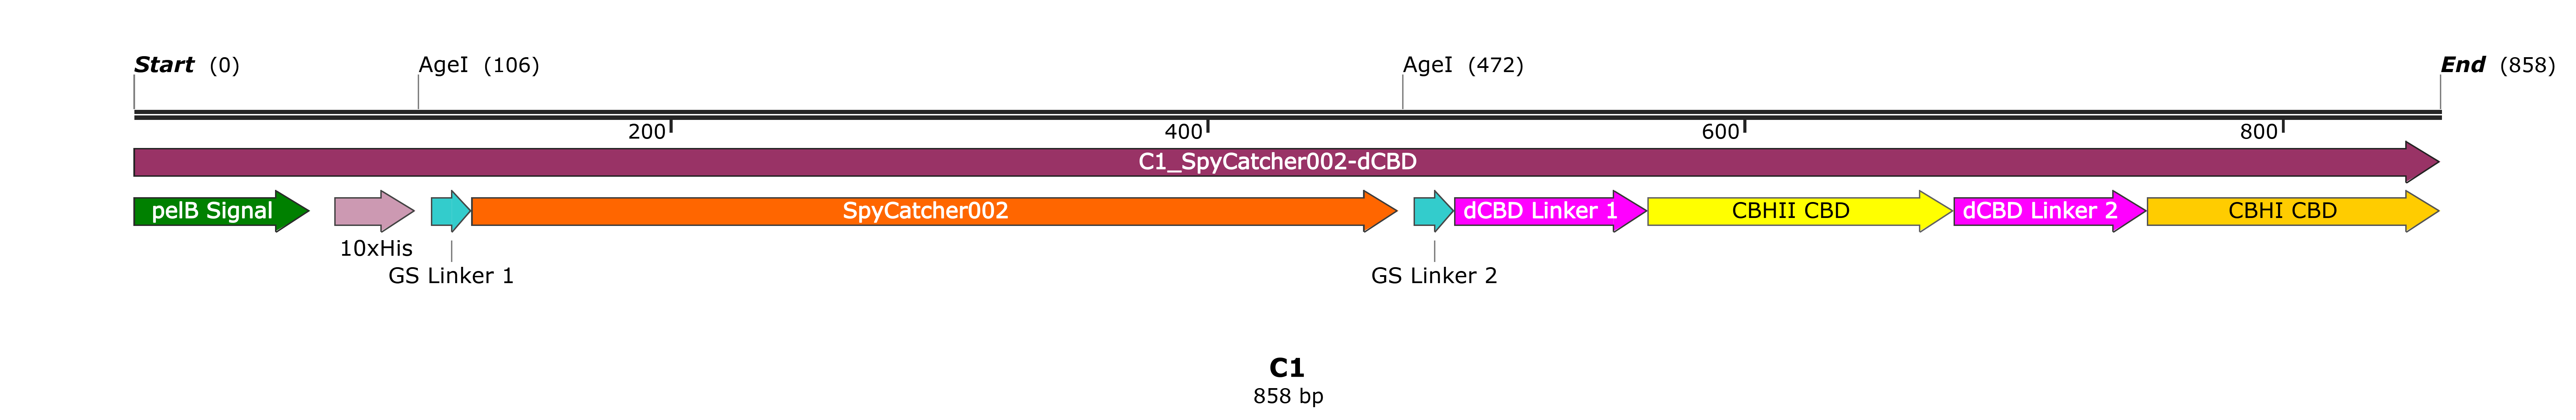 Start (0)
AgeI (106)
AgeI (472)
End (858)
200
400
600
800
C1_SpyCatcher002-dCBD
pelB Signal
SpyCatcher002
dCBD Linker 1
CBHII CBD
dCBD Linker 2
CBHI CBD
10xHis
GS Linker 1
GS Linker 2
C1
858 bp